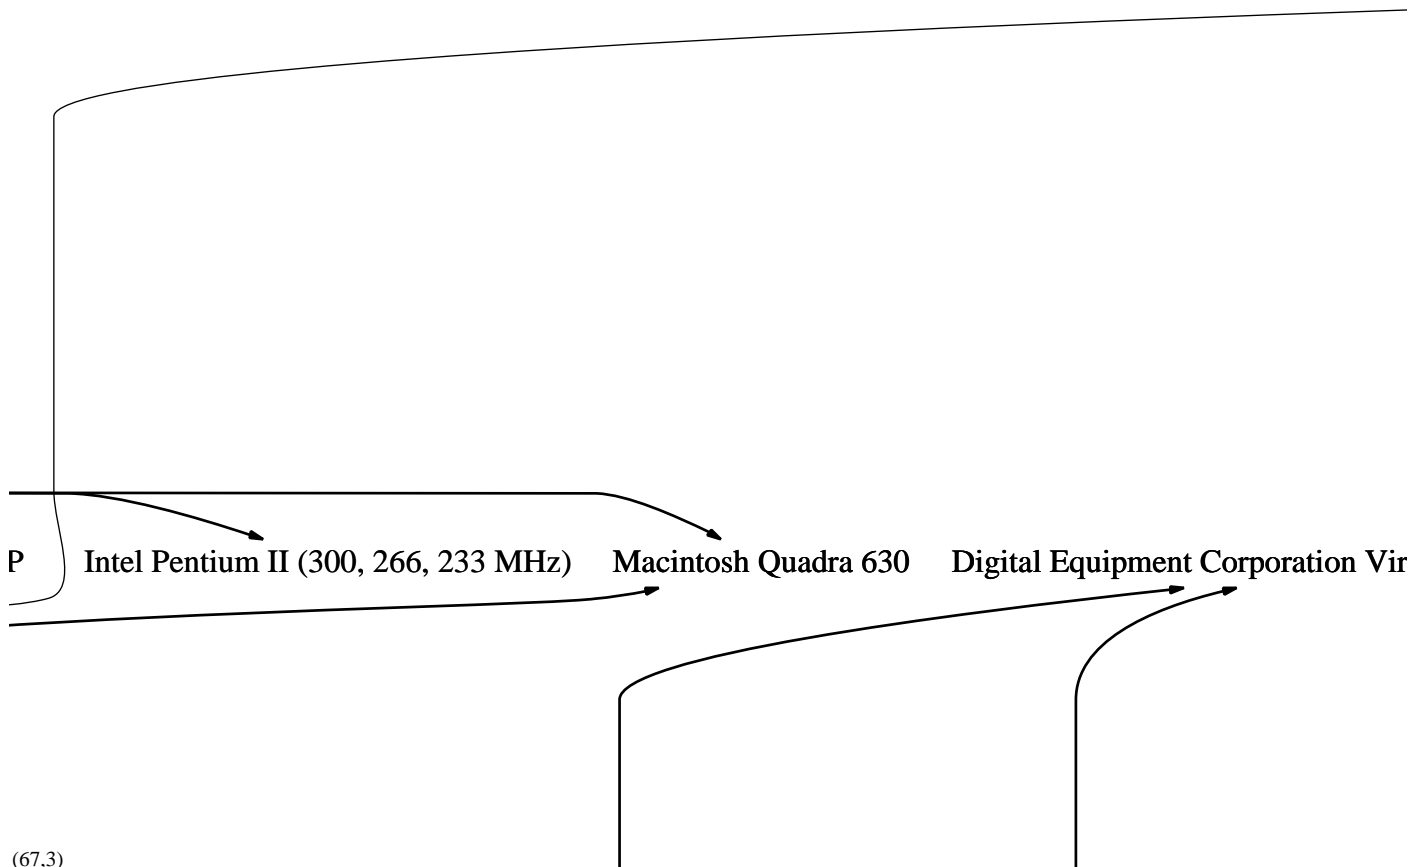 P Intel Pentium II (300, 266, 233 MHz) Macintosh Quadra 630 Digital Equipment Corporation Vir
(67,3)